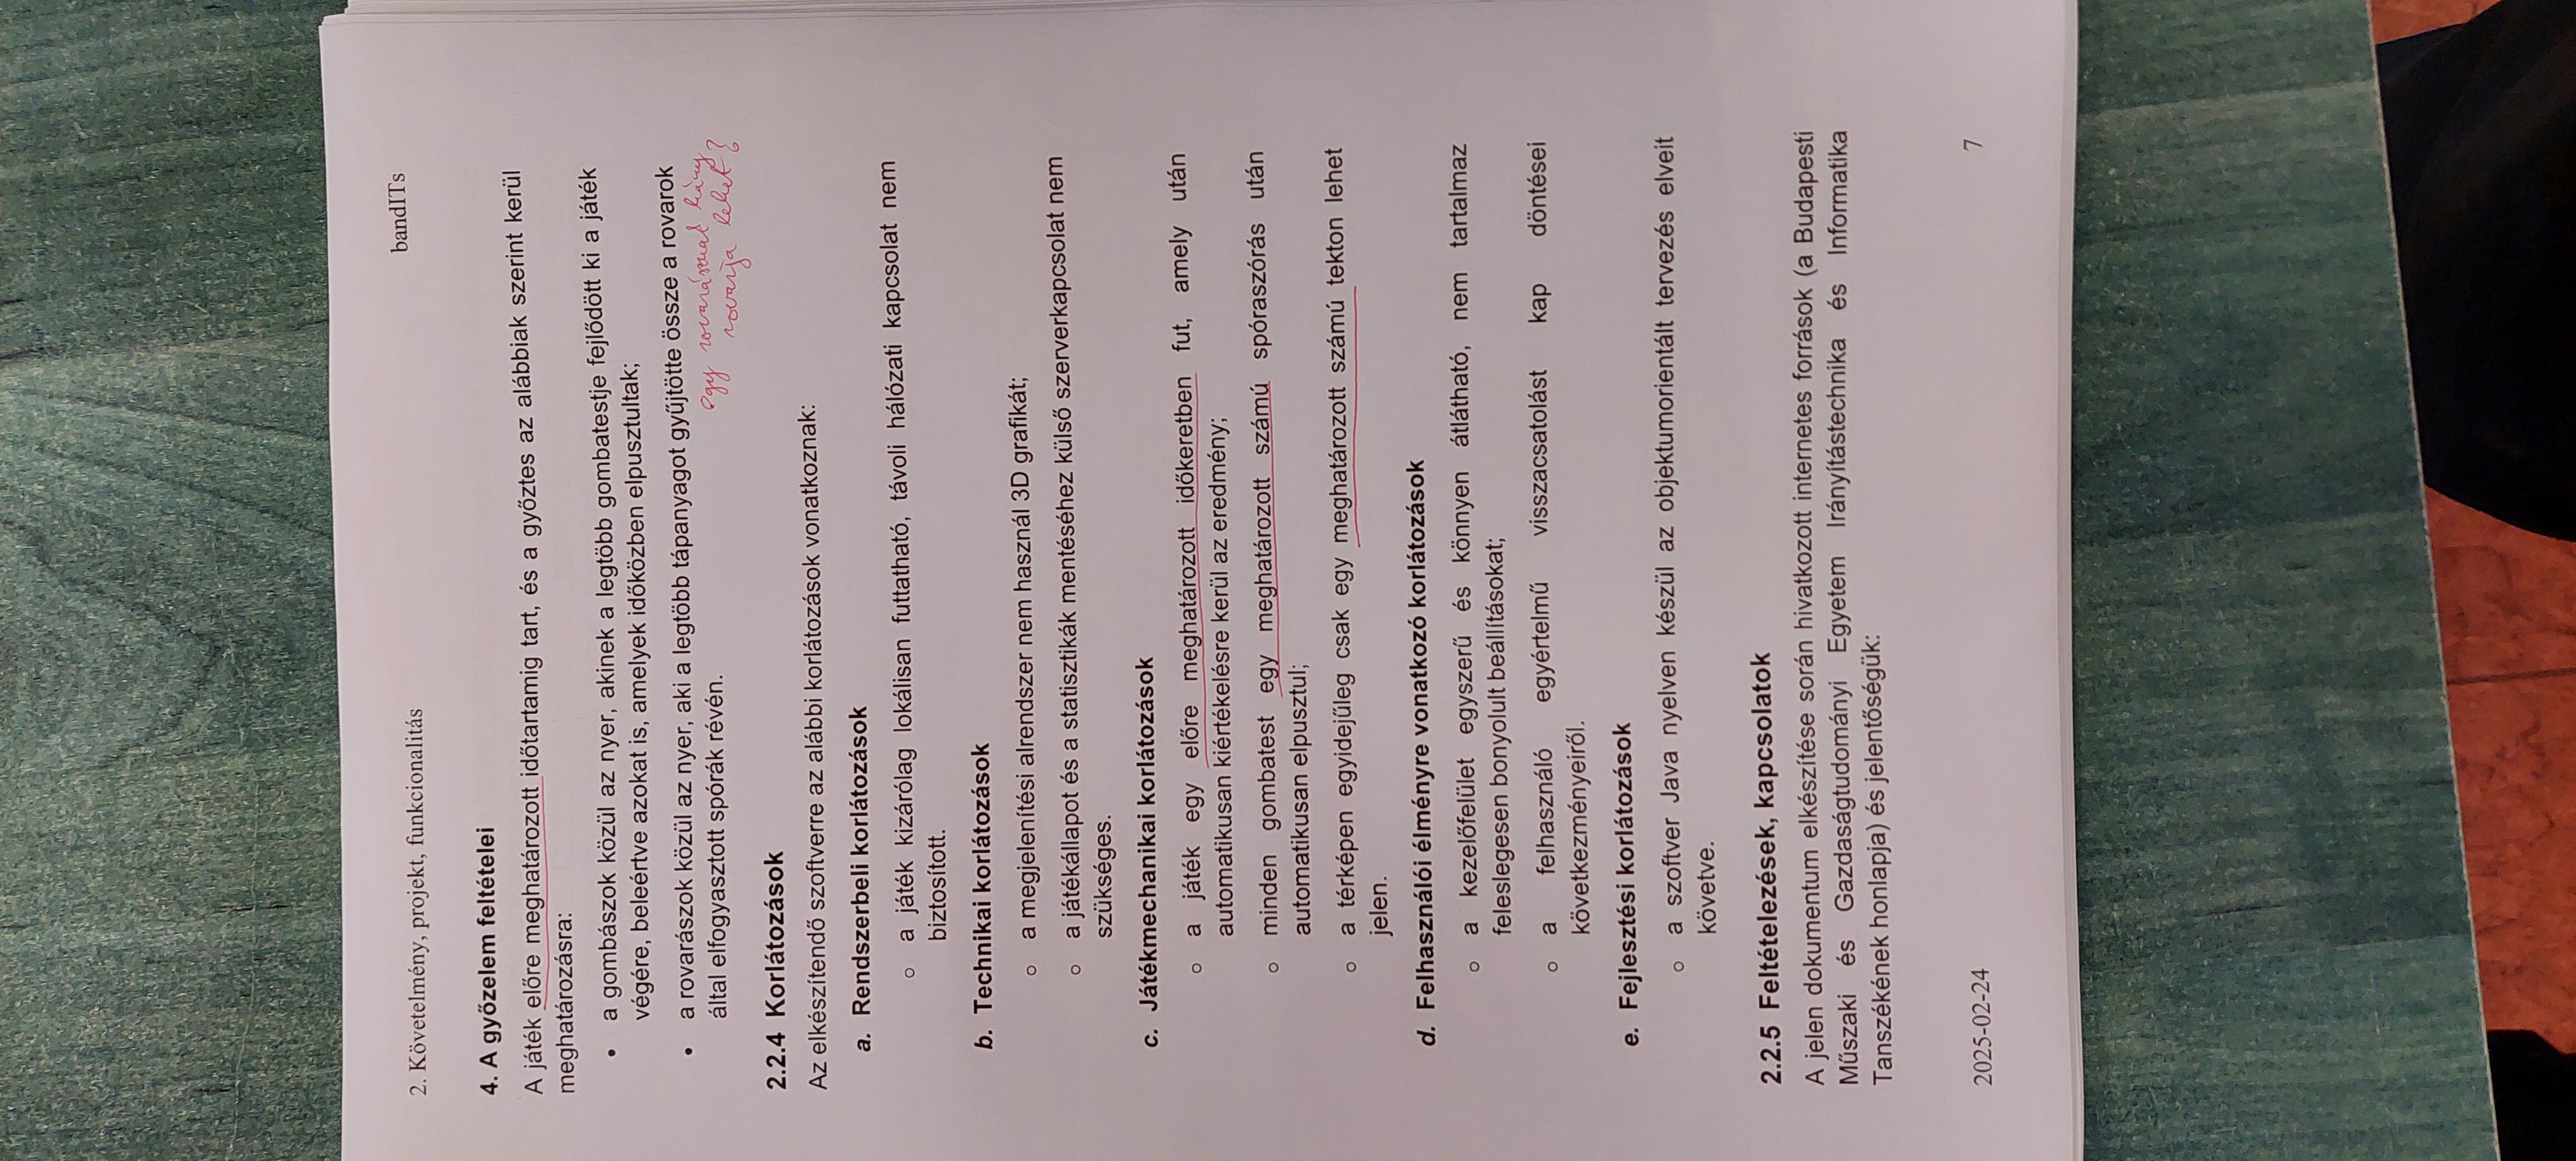 2. Követelmény, projekt, funkcionalitás
bandITs
4. A győzelem feltételei
A játék előre meghatározott időtartamig tart, és a győztes az alábbiak szerint kerül
meghatározásra:
• a gombászok közül az nyer, akinek a legtöbb gombatestje fejlődött ki a játék
végére, beleértve azokat is, amelyek időközben elpusztultak;
• a rovarászok közül az nyer, aki a legtöbb tápanyagot gyűjtötte össze a rovarok
által elfogyasztott spórák révén.
egy rovarásznak hány
rovarja lehet?
2.2.4 Korlátozások
Az elkészítendő szoftverre az alábbi korlátozások vonatkoznak:
a. Rendszerbeli korlátozások
o a játék kizárólag lokálisan futtatható, távoli hálózati kapcsolat nem
biztosított.
b. Technikai korlátozások
o a megjelenítési alrendszer nem használ 3D grafikát;
o a játékállapot és a statisztikák mentéséhez külső szerverkapcsolat nem
szükséges.
c. Játékmechanikai korlátozások
o a játék egy előre meghatározott időkeretben fut, amely után
automatikusan kiértékelésre kerül az eredmény;
o minden gombatest egy meghatározott számú spóraszórás után
automatikusan elpusztul;
o a térképen egyidejűleg csak egy meghatározott számú tekton lehet
jelen.
d. Felhasználói élményre vonatkozó korlátozások
o a kezelőfelület egyszerű és könnyen átlátható, nem tartalmaz
feleslegesen bonyolult beállításokat;
o a felhasználó egyértelmű visszacsatolást kap döntései
következményeiről.
e. Fejlesztési korlátozások
o a szoftver Java nyelven készül az objektumorientált tervezés elveit
követve.
2.2.5 Feltételezések, kapcsolatok
A jelen dokumentum elkészítése során hivatkozott internetes források (a Budapesti
Műszaki és Gazdaságtudományi Egyetem Irányítástechnika és Informatika
Tanszékének honlapja) és jelentőségük:
2025-02-24
7